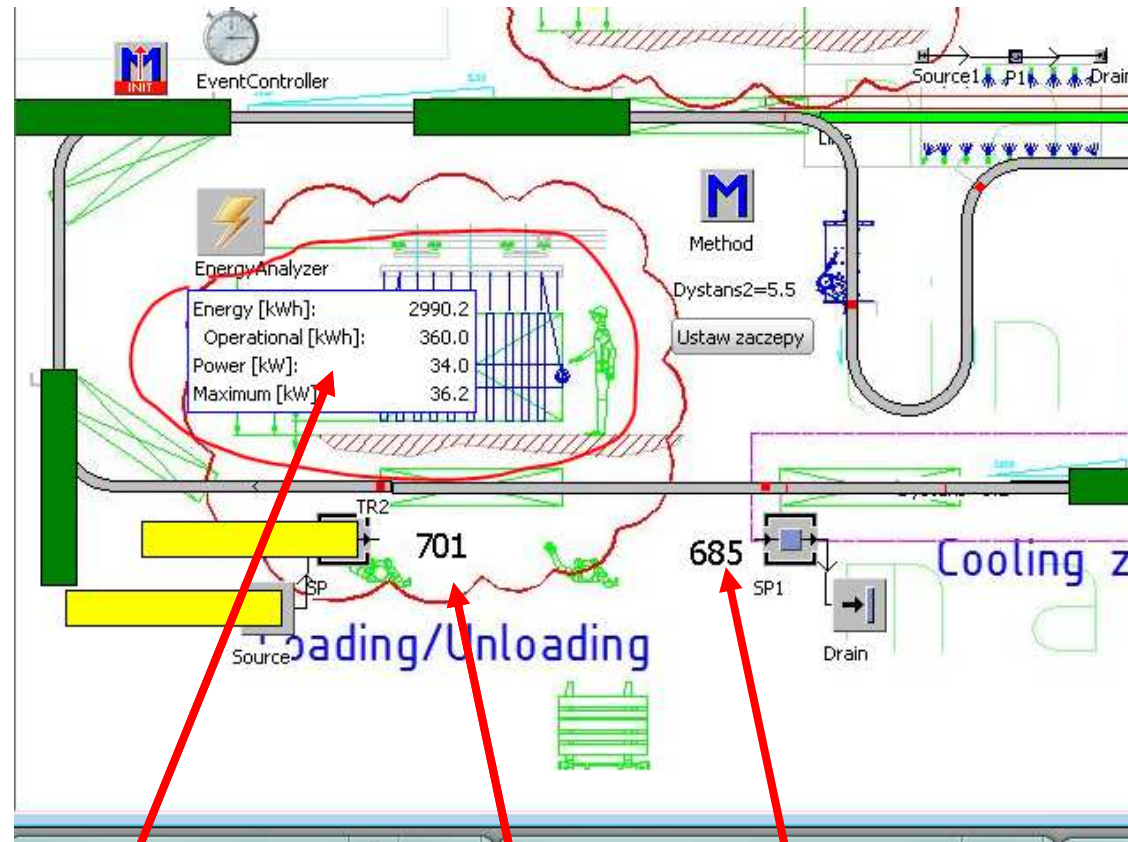 EventController
M
INIT
Source1
P1
Drain
M
Method
EnergyAnalyzer
Dystans2=5.5
Energy [kWh]: 2990.2
Operational [kWh]: 360.0
Power [kW]: 34.0
Maximum [kW] 36.2
Ustaw zaczepy
TR2
701
685
SP
SP1
Cooling z
Loading/Unloading
Source
Drain